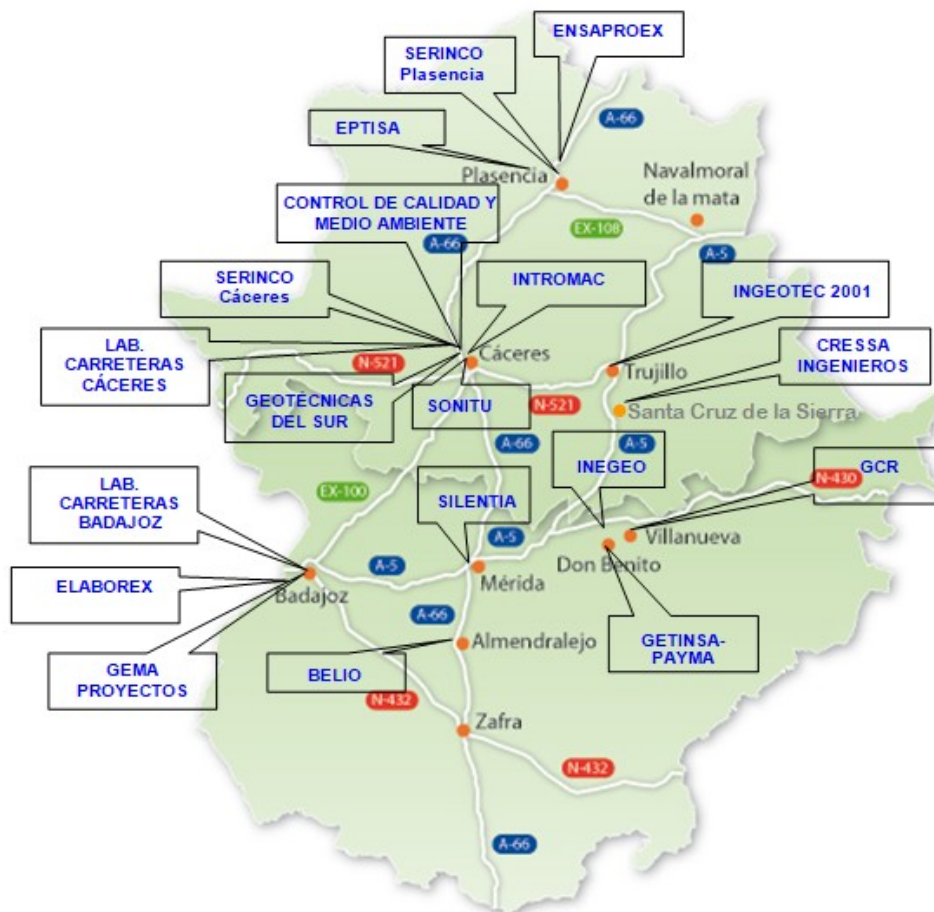 ENSAPROEX
SERINCO
Plasencia
A-66
EPTISA
Plasencia
Navalmoral
de la mata
CONTROL DE CALIDAD Y
MEDIO AMBIENTE
A-66
EX-108
A-5
SERINCO
Cáceres
INTROMAC
INGEOTEC 2001
LAB.
CARRETERAS
CÁCERES
N-521
Cáceres
Trujillo
CRESSA
INGENIEROS
GEOTÉCNICAS
DEL SUR
SONITU
N-521
Santa Cruz de la Sierra
A-66
A-5
INEGEO
GCR
N-430
LAB.
CARRETERAS
BADAJOZ
EX-100
SILENTIA
A-5
Villanueva
Don Benito
A-5
Mérida
ELABOREX
Badajoz
A-66
Almendralejo
GETINSA-
PAYMA
GEMA
PROYECTOS
BELIO
N-432
Zafra
N-432
A-66